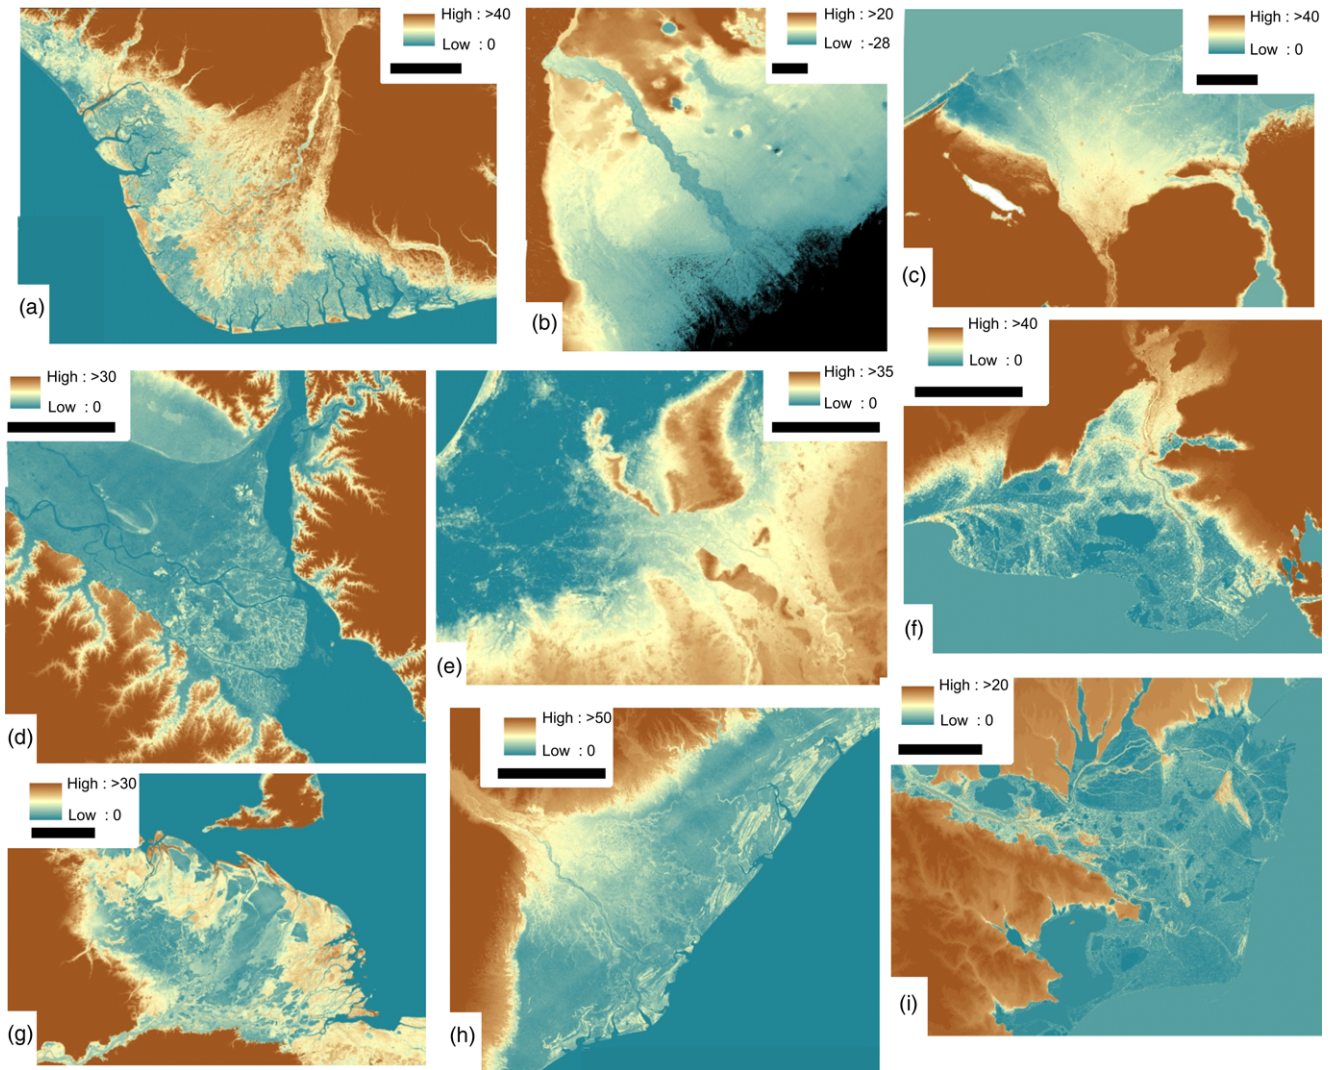 High : >40
Low : 0
(a)
High : >20
Low : -28
(b)
High : >40
Low : 0
(c)
High : >30
Low : 0
(d)
High : >35
Low : 0
(e)
High : >40
Low : 0
(f)
High : >30
Low : 0
(g)
High : >50
Low : 0
(h)
High : >20
Low : 0
(i)